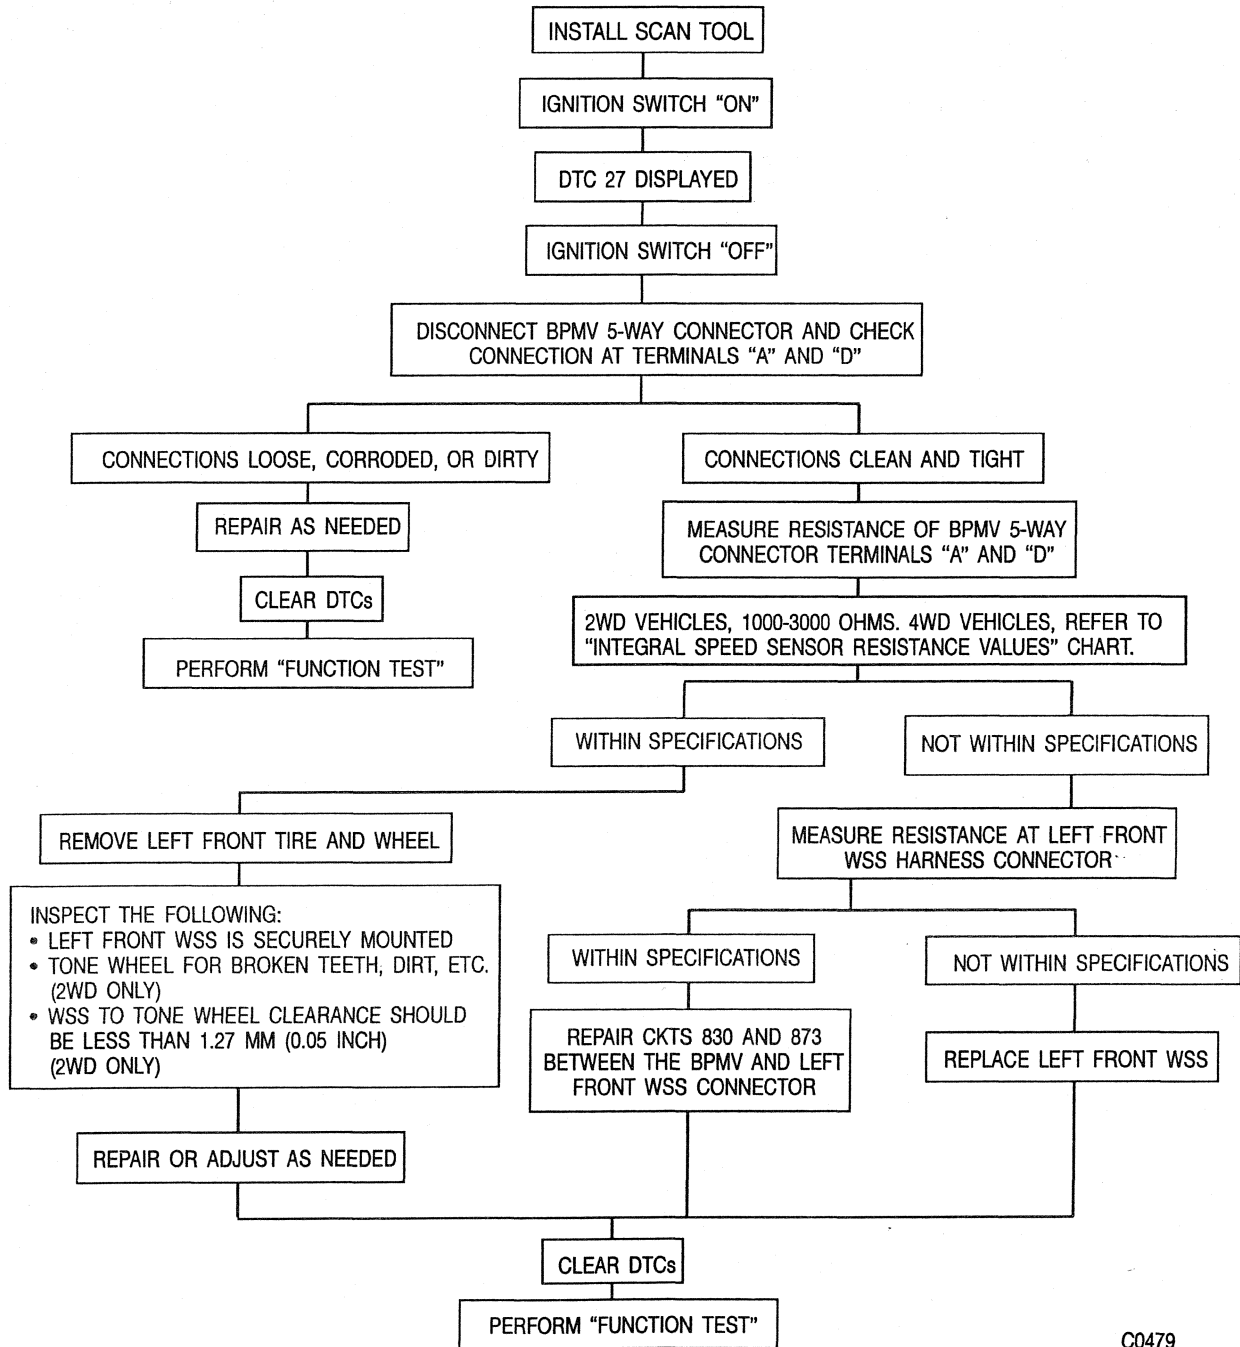 INSTALL SCAN TOOL
IGNITION SWITCH “ON”
DTC 27 DISPLAYED
IGNITION SWITCH “OFF”
DISCONNECT BPMV 5-WAY CONNECTOR AND CHECK
CONNECTION AT TERMINALS “A” AND “D”
CONNECTIONS LOOSE, CORRODED, OR DIRTY
REPAIR AS NEEDED
CLEAR DTCs
PERFORM “FUNCTION TEST”
CONNECTIONS CLEAN AND TIGHT
MEASURE RESISTANCE OF BPMV 5-WAY
CONNECTOR TERMINALS “A” AND “D”
2WD VEHICLES, 1000-3000 OHMS. 4WD VEHICLES, REFER TO
“INTEGRAL SPEED SENSOR RESISTANCE VALUES” CHART.
WITHIN SPECIFICATIONS
REMOVE LEFT FRONT TIRE AND WHEEL
INSPECT THE FOLLOWING:
• LEFT FRONT WSS IS SECURELY MOUNTED
• TONE WHEEL FOR BROKEN TEETH, DIRT, ETC.
(2WD ONLY)
• WSS TO TONE WHEEL CLEARANCE SHOULD
BE LESS THAN 1.27 MM (0.05 INCH)
(2WD ONLY)
REPAIR OR ADJUST AS NEEDED
NOT WITHIN SPECIFICATIONS
MEASURE RESISTANCE AT LEFT FRONT
WSS HARNESS CONNECTOR
WITHIN SPECIFICATIONS
REPAIR CKTS 830 AND 873
BETWEEN THE BPMV AND LEFT
FRONT WSS CONNECTOR
NOT WITHIN SPECIFICATIONS
REPLACE LEFT FRONT WSS
CLEAR DTCs
PERFORM “FUNCTION TEST”
C0479